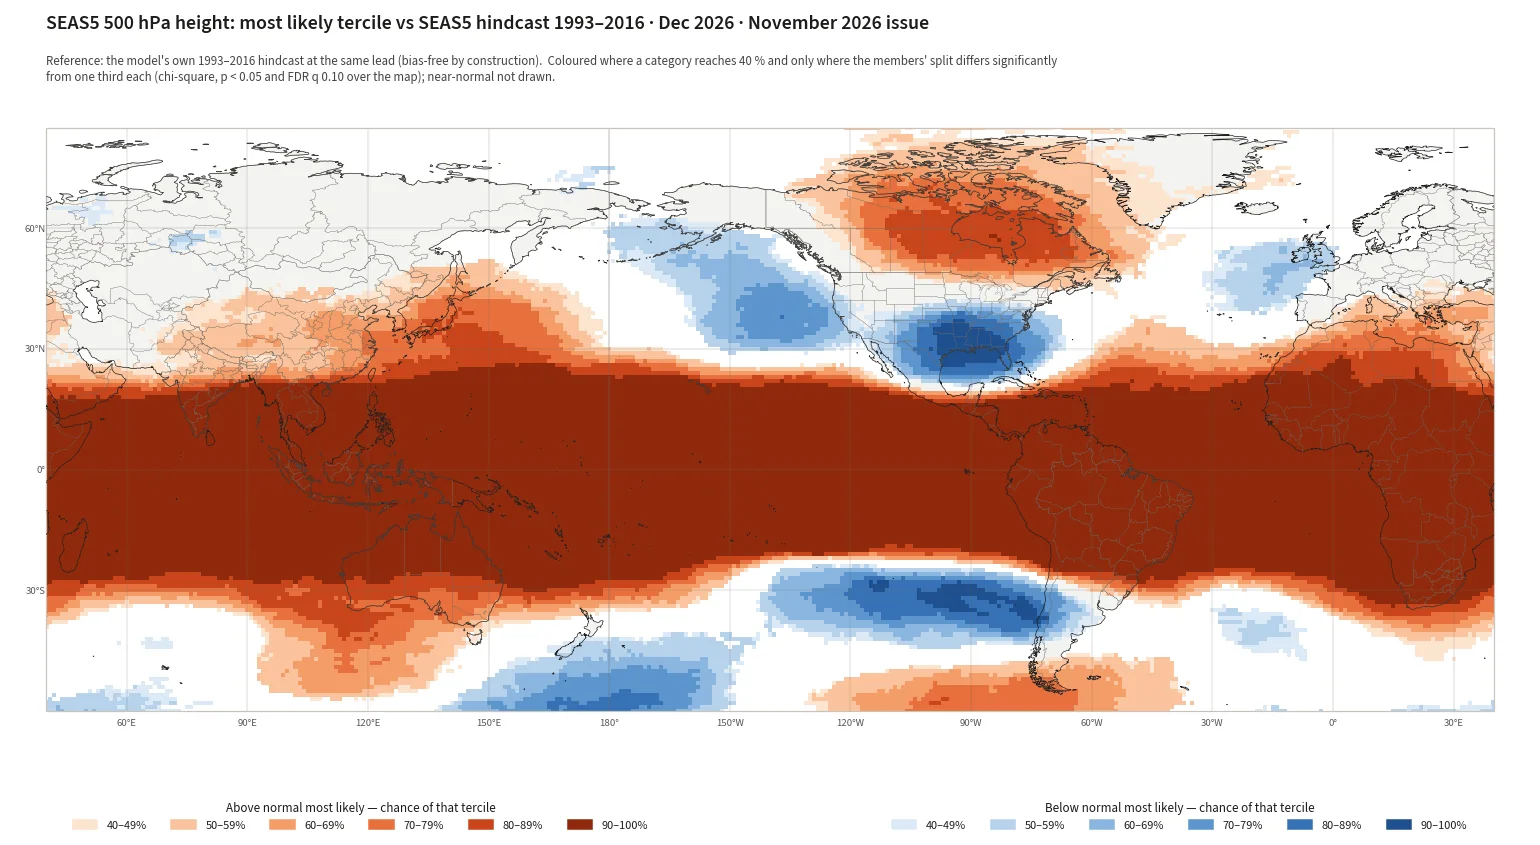 SEAS5 500 hPa height: most likely tercile vs SEAS5 hindcast 1993–2016 · Dec 2026 · November 2026 issue
Reference: the model's own 1993–2016 hindcast at the same lead (bias-free by construction). Coloured where a category reaches 40 % and only where the members' split differs significantly
from one third each (chi-square, p < 0.05 and FDR q 0.10 over the map); near-normal not drawn.
60°N
30°N
0°
30°S
60°E 90°E 120°E 150°E 180° 150°W 120°W 90°W 60°W 30°W 0° 30°E
Above normal most likely — chance of that tercile
40–49% 50–59% 60–69% 70–79% 80–89% 90–100%
Below normal most likely — chance of that tercile
40–49% 50–59% 60–69% 70–79% 80–89% 90–100%